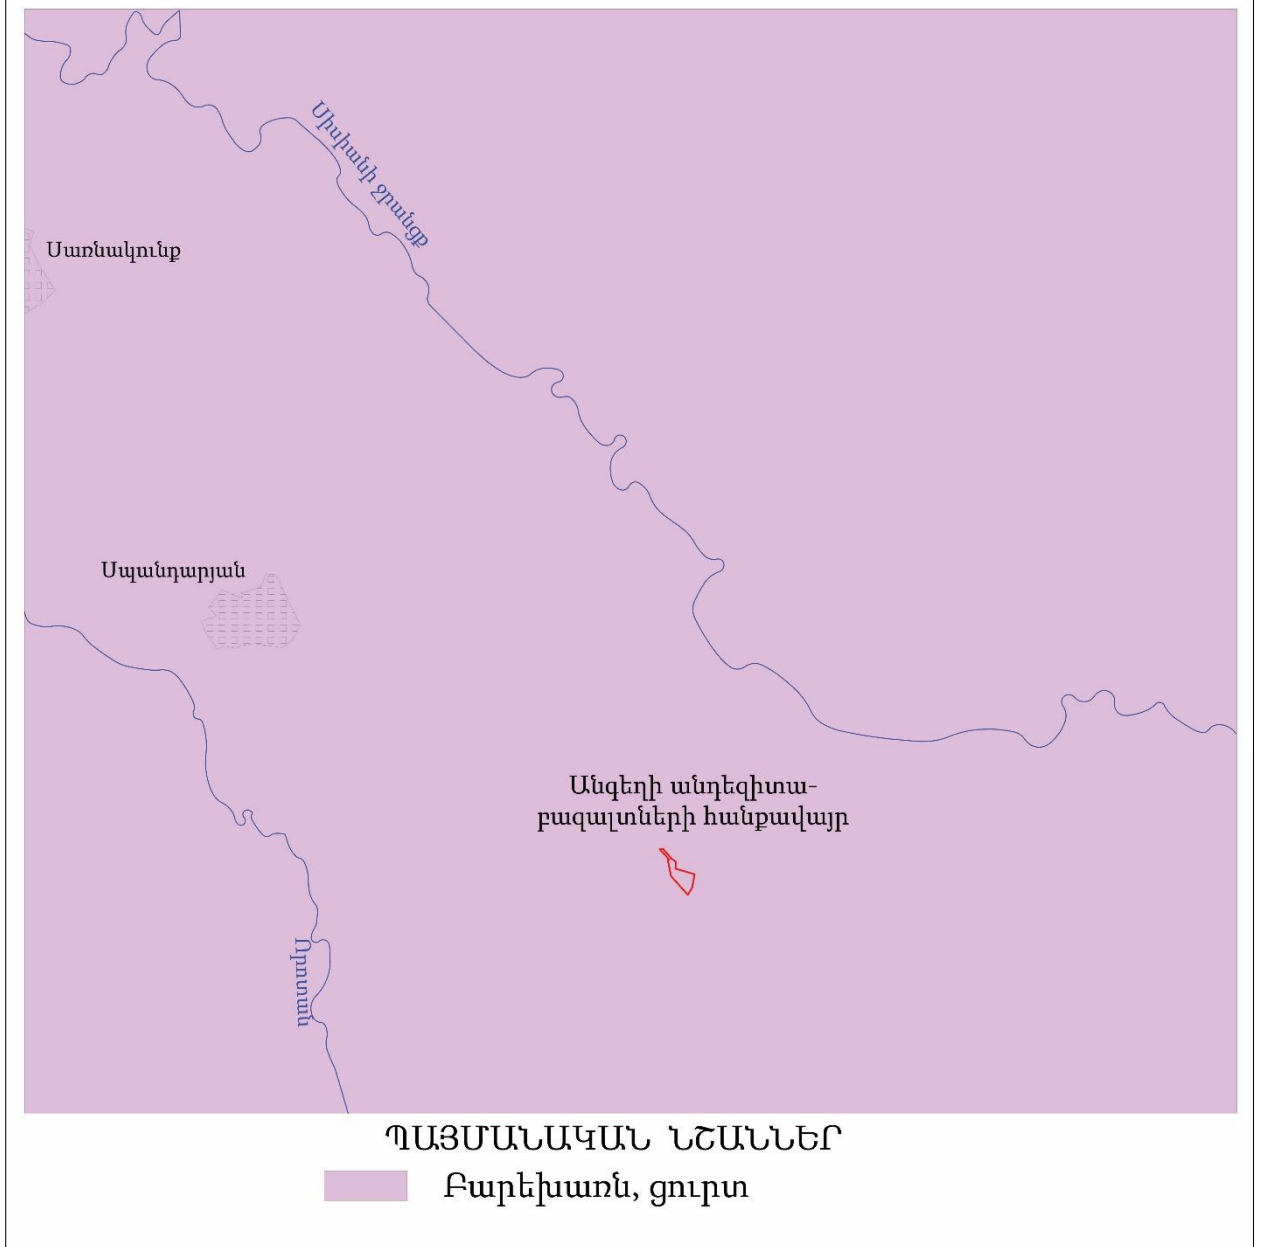 Սիսիանի ջրանցք
Սառնակունք
Սպանդարյան
Անգեղի անդեզիտա-
բազալտների հանքավայր
Որոտան
ՊԱՅՄԱՆԱԿԱՆ ՆՇԱՆՆԵՐ
Բարեխառն, ցուրտ